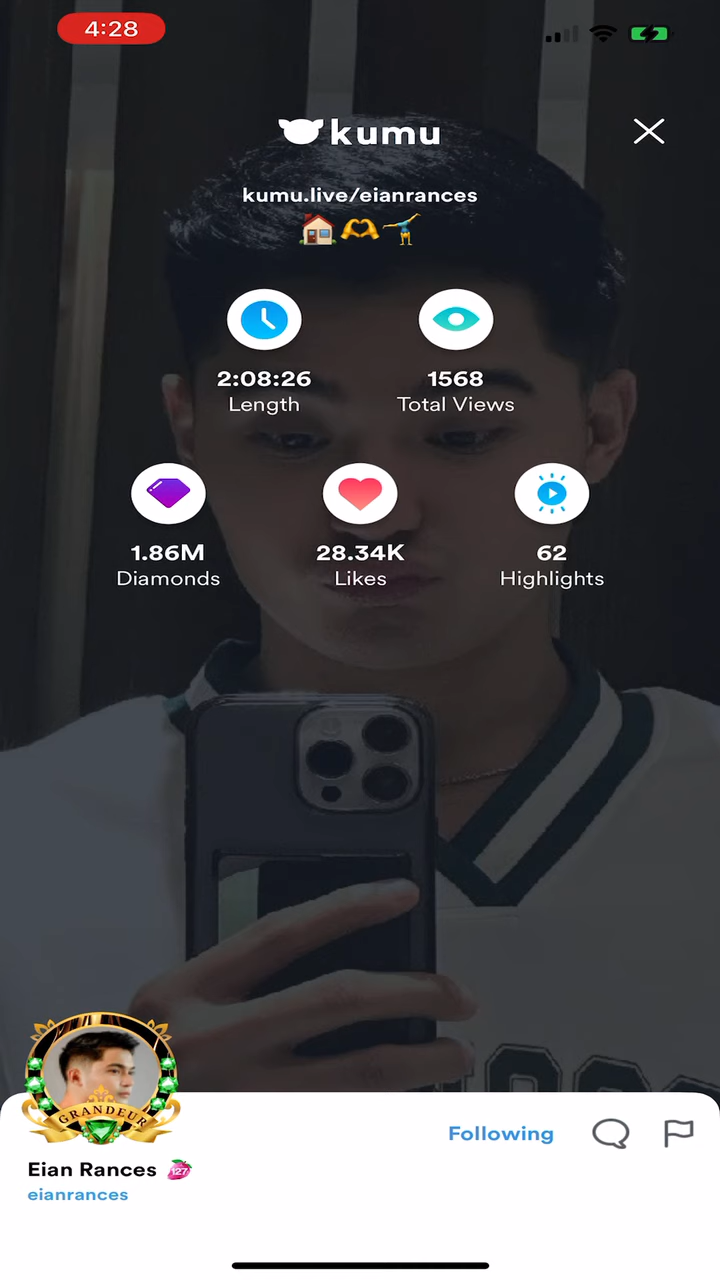 4:28
kumu
kumu.live/eianrances
2:08:26
Length
1568
Total Views
1.86M
Diamonds
28.34K
Likes
62
Highlights
GRANDEUR
Following
Eian Rances 127
eianrances